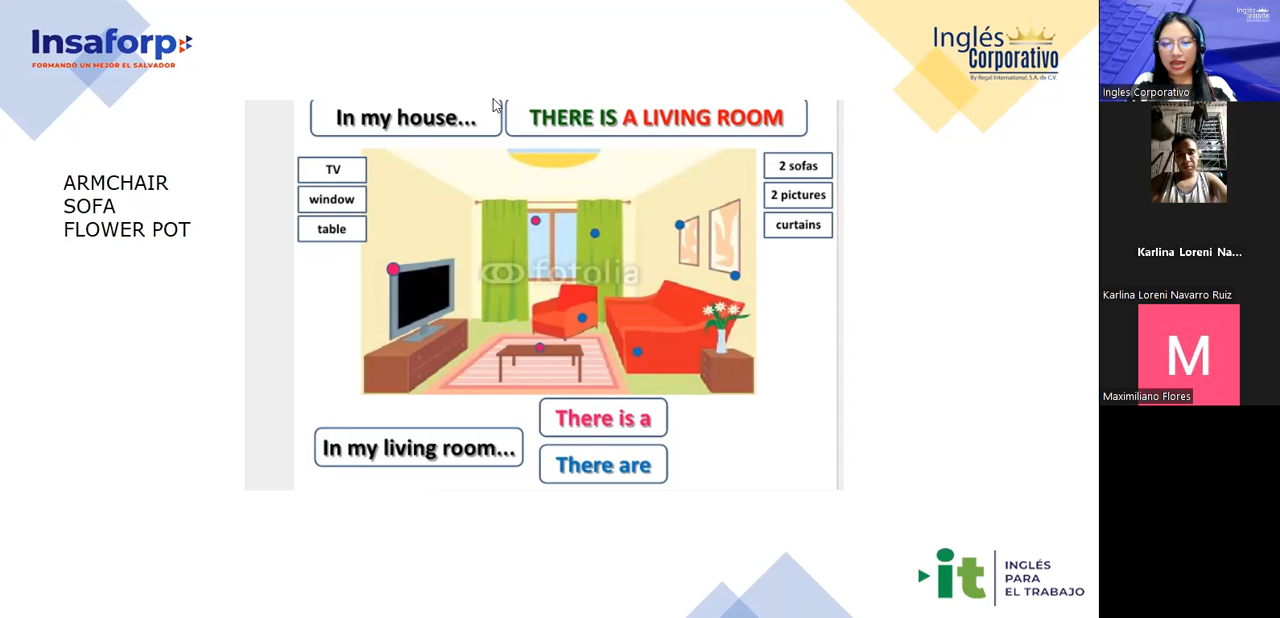 Insaforp
FORMANDO UN MEJOR EL SALVADOR
Inglés
Corporativo
By Regal International, S.A. de C.V.
In my house...
THERE IS A LIVING ROOM
ARMCHAIR
SOFA
FLOWER POT
TV
window
table
2 sofas
2 pictures
curtains
fotolia
In my living room...
There is a
There are
it
INGLÉS
PARA
EL TRABAJO
Ingles Corporativo
Karlina Loreni Na...
Karlina Loreni Navarro Ruiz
M
Maximiliano Flores